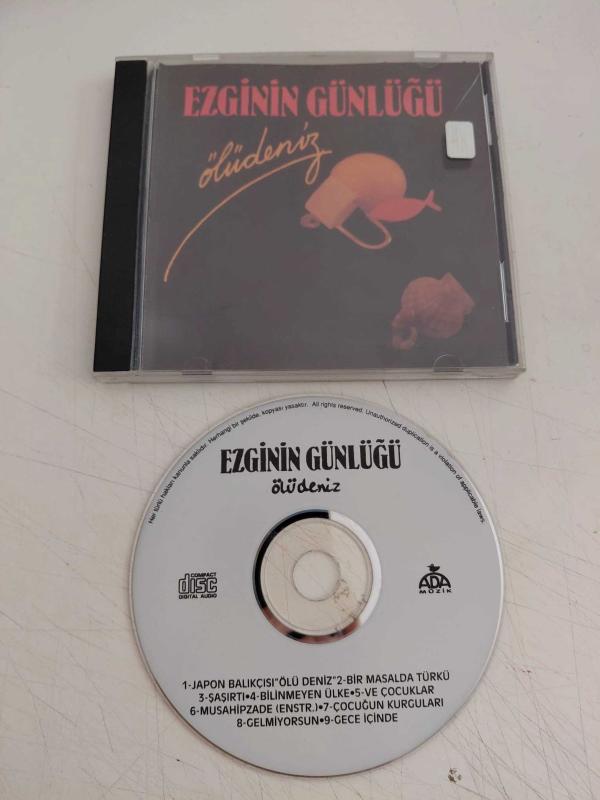 EZGİNİN GÜNLÜĞÜ
ölüdeniz
Her türlü hakları kanunla saklıdır. Herhangi bir şekilde, kopyası yasaktır. All rights reserved. Unauthorized duplication is a violation of applicable laws.
EZGİNİN GÜNLÜĞÜ
ölüdeniz
COMPACT
disc
DIGITAL AUDIO
ADA
MÜZİK
1-JAPON BALIKÇISI"ÖLÜ DENİZ"2-BİR MASALDA TÜRKÜ
3-ŞAŞIRTI•4-BİLİNMEYEN ÜLKE•5-VE ÇOCUKLAR
6-MUSAHİPZADE (ENSTR.)•7-ÇOCUĞUN KURGULARI
8-GELMİYORSUN•9-GECE İÇİNDE